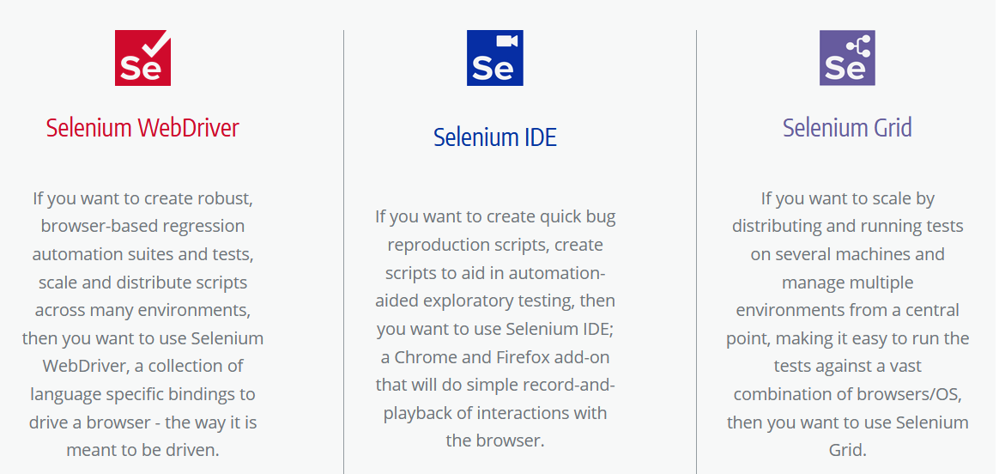 Se
Selenium WebDriver
If you want to create robust,
browser-based regression
automation suites and tests,
scale and distribute scripts
across many environments,
then you want to use Selenium
WebDriver, a collection of
language specific bindings to
drive a browser - the way it is
meant to be driven.
Se
Selenium IDE
If you want to create quick bug
reproduction scripts, create
scripts to aid in automation-
aided exploratory testing, then
you want to use Selenium IDE;
a Chrome and Firefox add-on
that will do simple record-and-
playback of interactions with
the browser.
Se
Selenium Grid
If you want to scale by
distributing and running tests
on several machines and
manage multiple
environments from a central
point, making it easy to run the
tests against a vast
combination of browsers/OS,
then you want to use Selenium
Grid.